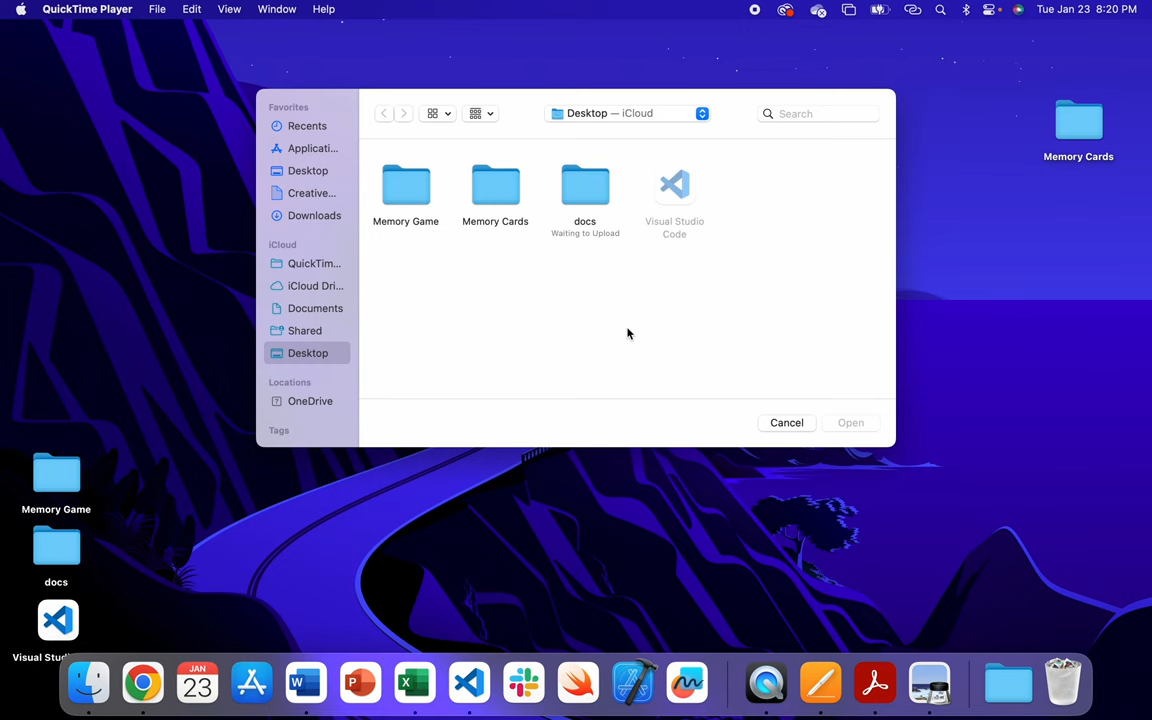 QuickTime Player File Edit View Window Help Tue Jan 23 8:20 PM
Favorites
Recents
Applicati...
Desktop
Creative...
Downloads
iCloud
QuickTim...
iCloud Dri...
Documents
Shared
Desktop
Locations
OneDrive
Tags
Desktop — iCloud
Search
Memory Game
Memory Cards
docs
Waiting to Upload
Visual Studio
Code
Cancel
Open
Memory Cards
Memory Game
docs
Visual Studi
JAN
23